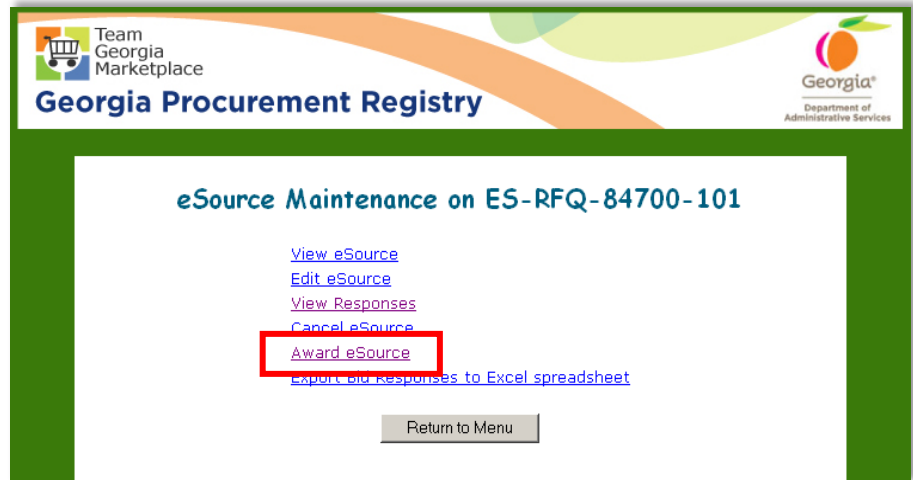 Team
Georgia
Marketplace
Georgia Procurement Registry
Georgia®
Department of
Administrative Services
eSource Maintenance on ES-RFQ-84700-101
View eSource
Edit eSource
View Responses
Cancel eSource
Award eSource
Export Bid Responses to Excel spreadsheet
Return to Menu